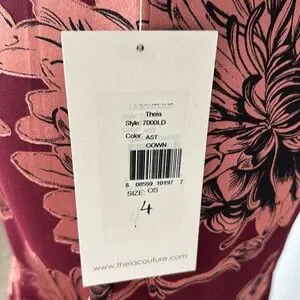 Theia
Style: 7000LD
Color: AST
GOWN
8 08559 10197 7
SIZE: OS
4
www.theiacouture.com